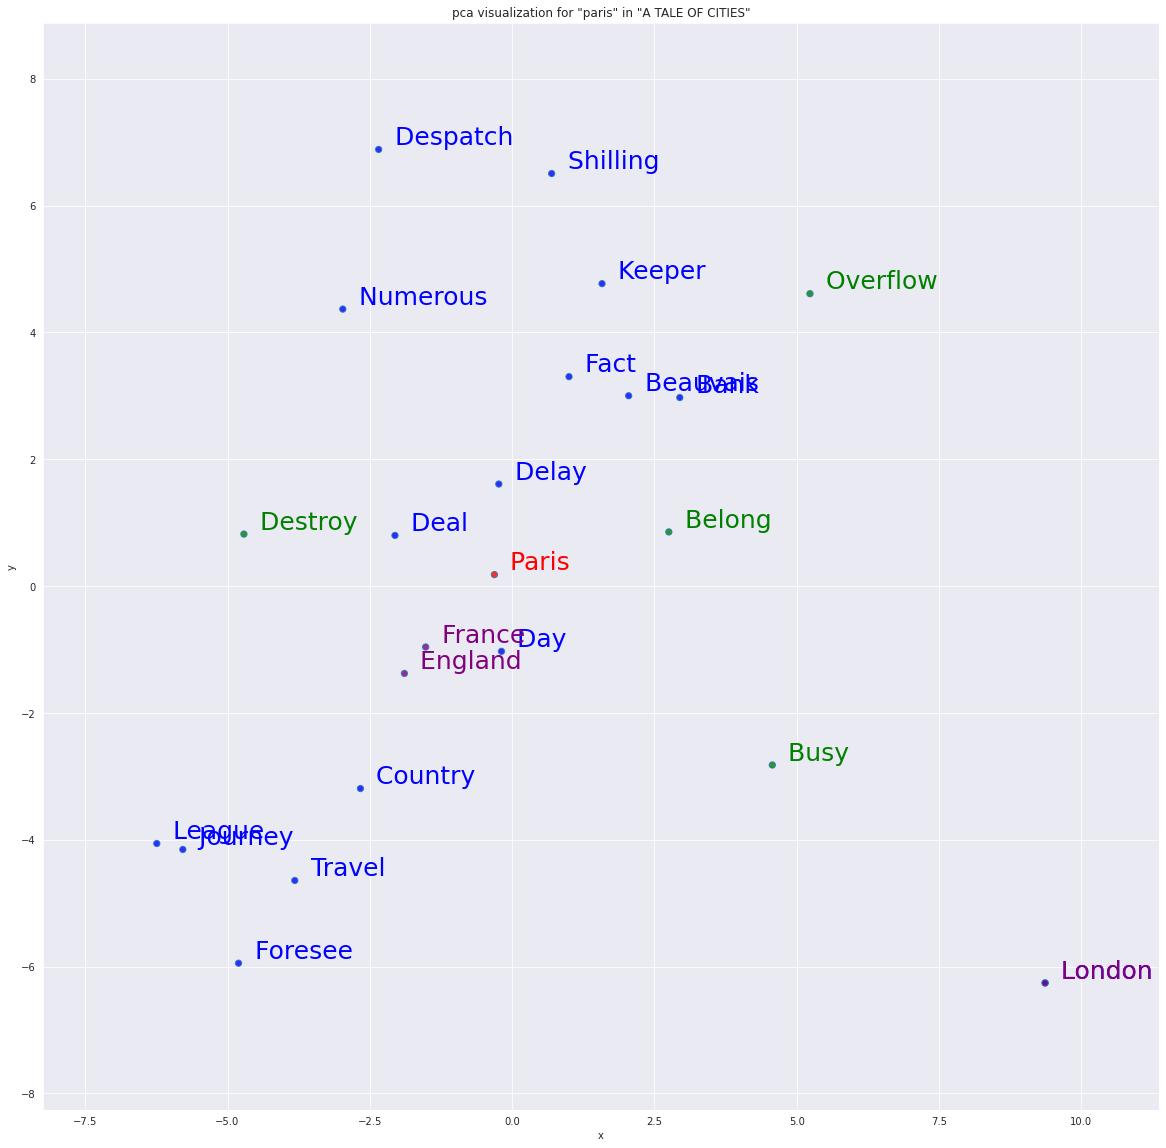 pca visualization for "paris" in "A TALE OF CITIES"
8
Despatch
Shilling
6
Keeper
Overflow
Numerous
4
Fact
Beauvais
Bank
2
Delay
Destroy
Deal
Belong
Paris
y
0
France
Day
England
−2
Busy
Country
League
Journey
−4
Travel
Foresee
−6
London
−8
−7.5 −5.0 −2.5 0.0 2.5 5.0 7.5 10.0
x